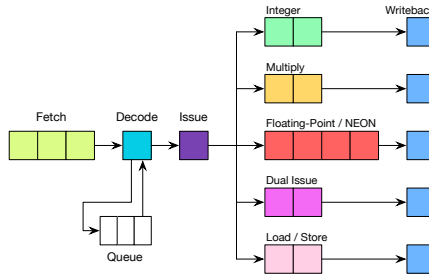 Integer
Writeback
Multiply
Fetch
Decode
Issue
Floating-Point / NEON
Dual Issue
Load / Store
Queue